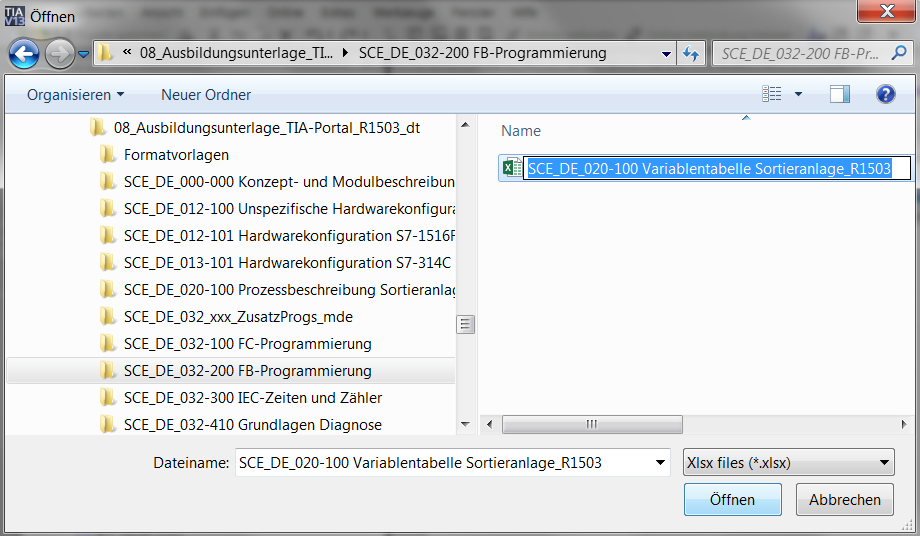 TIA
V13
Öffnen
« 08_Ausbildungsunterlage_TI... SCE_DE_032-200 FB-Programmierung
SCE_DE_032-200 FB-Pr...
Organisieren
Neuer Ordner
08_Ausbildungsunterlage_TIA-Portal_R1503_dt
Formatvorlagen
SCE_DE_000-000 Konzept- und Modulbeschreibun
SCE_DE_012-100 Unspezifische Hardwarekonfigura
SCE_DE_012-101 Hardwarekonfiguration S7-1516F
SCE_DE_013-101 Hardwarekonfiguration S7-314C
SCE_DE_020-100 Prozessbeschreibung Sortieranlag
SCE_DE_032_xxx_ZusatzProgs_mde
SCE_DE_032-100 FC-Programmierung
SCE_DE_032-200 FB-Programmierung
SCE_DE_032-300 IEC-Zeiten und Zähler
SCE_DE_032-410 Grundlagen Diagnose
Name
SCE_DE_020-100 Variablentabelle Sortieranlage_R1503
Dateiname: SCE_DE_020-100 Variablentabelle Sortieranlage_R1503
Xlsx files (*.xlsx)
Öffnen
Abbrechen